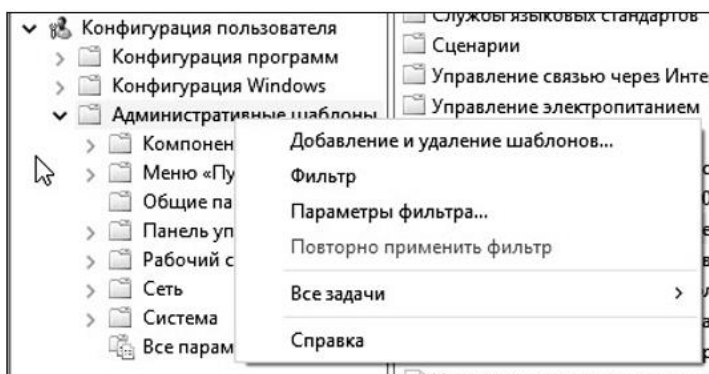 Конфигурация пользователя
Конфигурация программ
Конфигурация Windows
Административные шаблоны
Компонен
Меню «Пу
Общие па
Панель уп
Рабочий с
Сеть
Система
Все парам
Службы языковых стандартов
Сценарии
Управление связью через Инте
Управление электропитанием
Добавление и удаление шаблонов...
Фильтр
Параметры фильтра...
Повторно применить фильтр
Все задачи
Справка